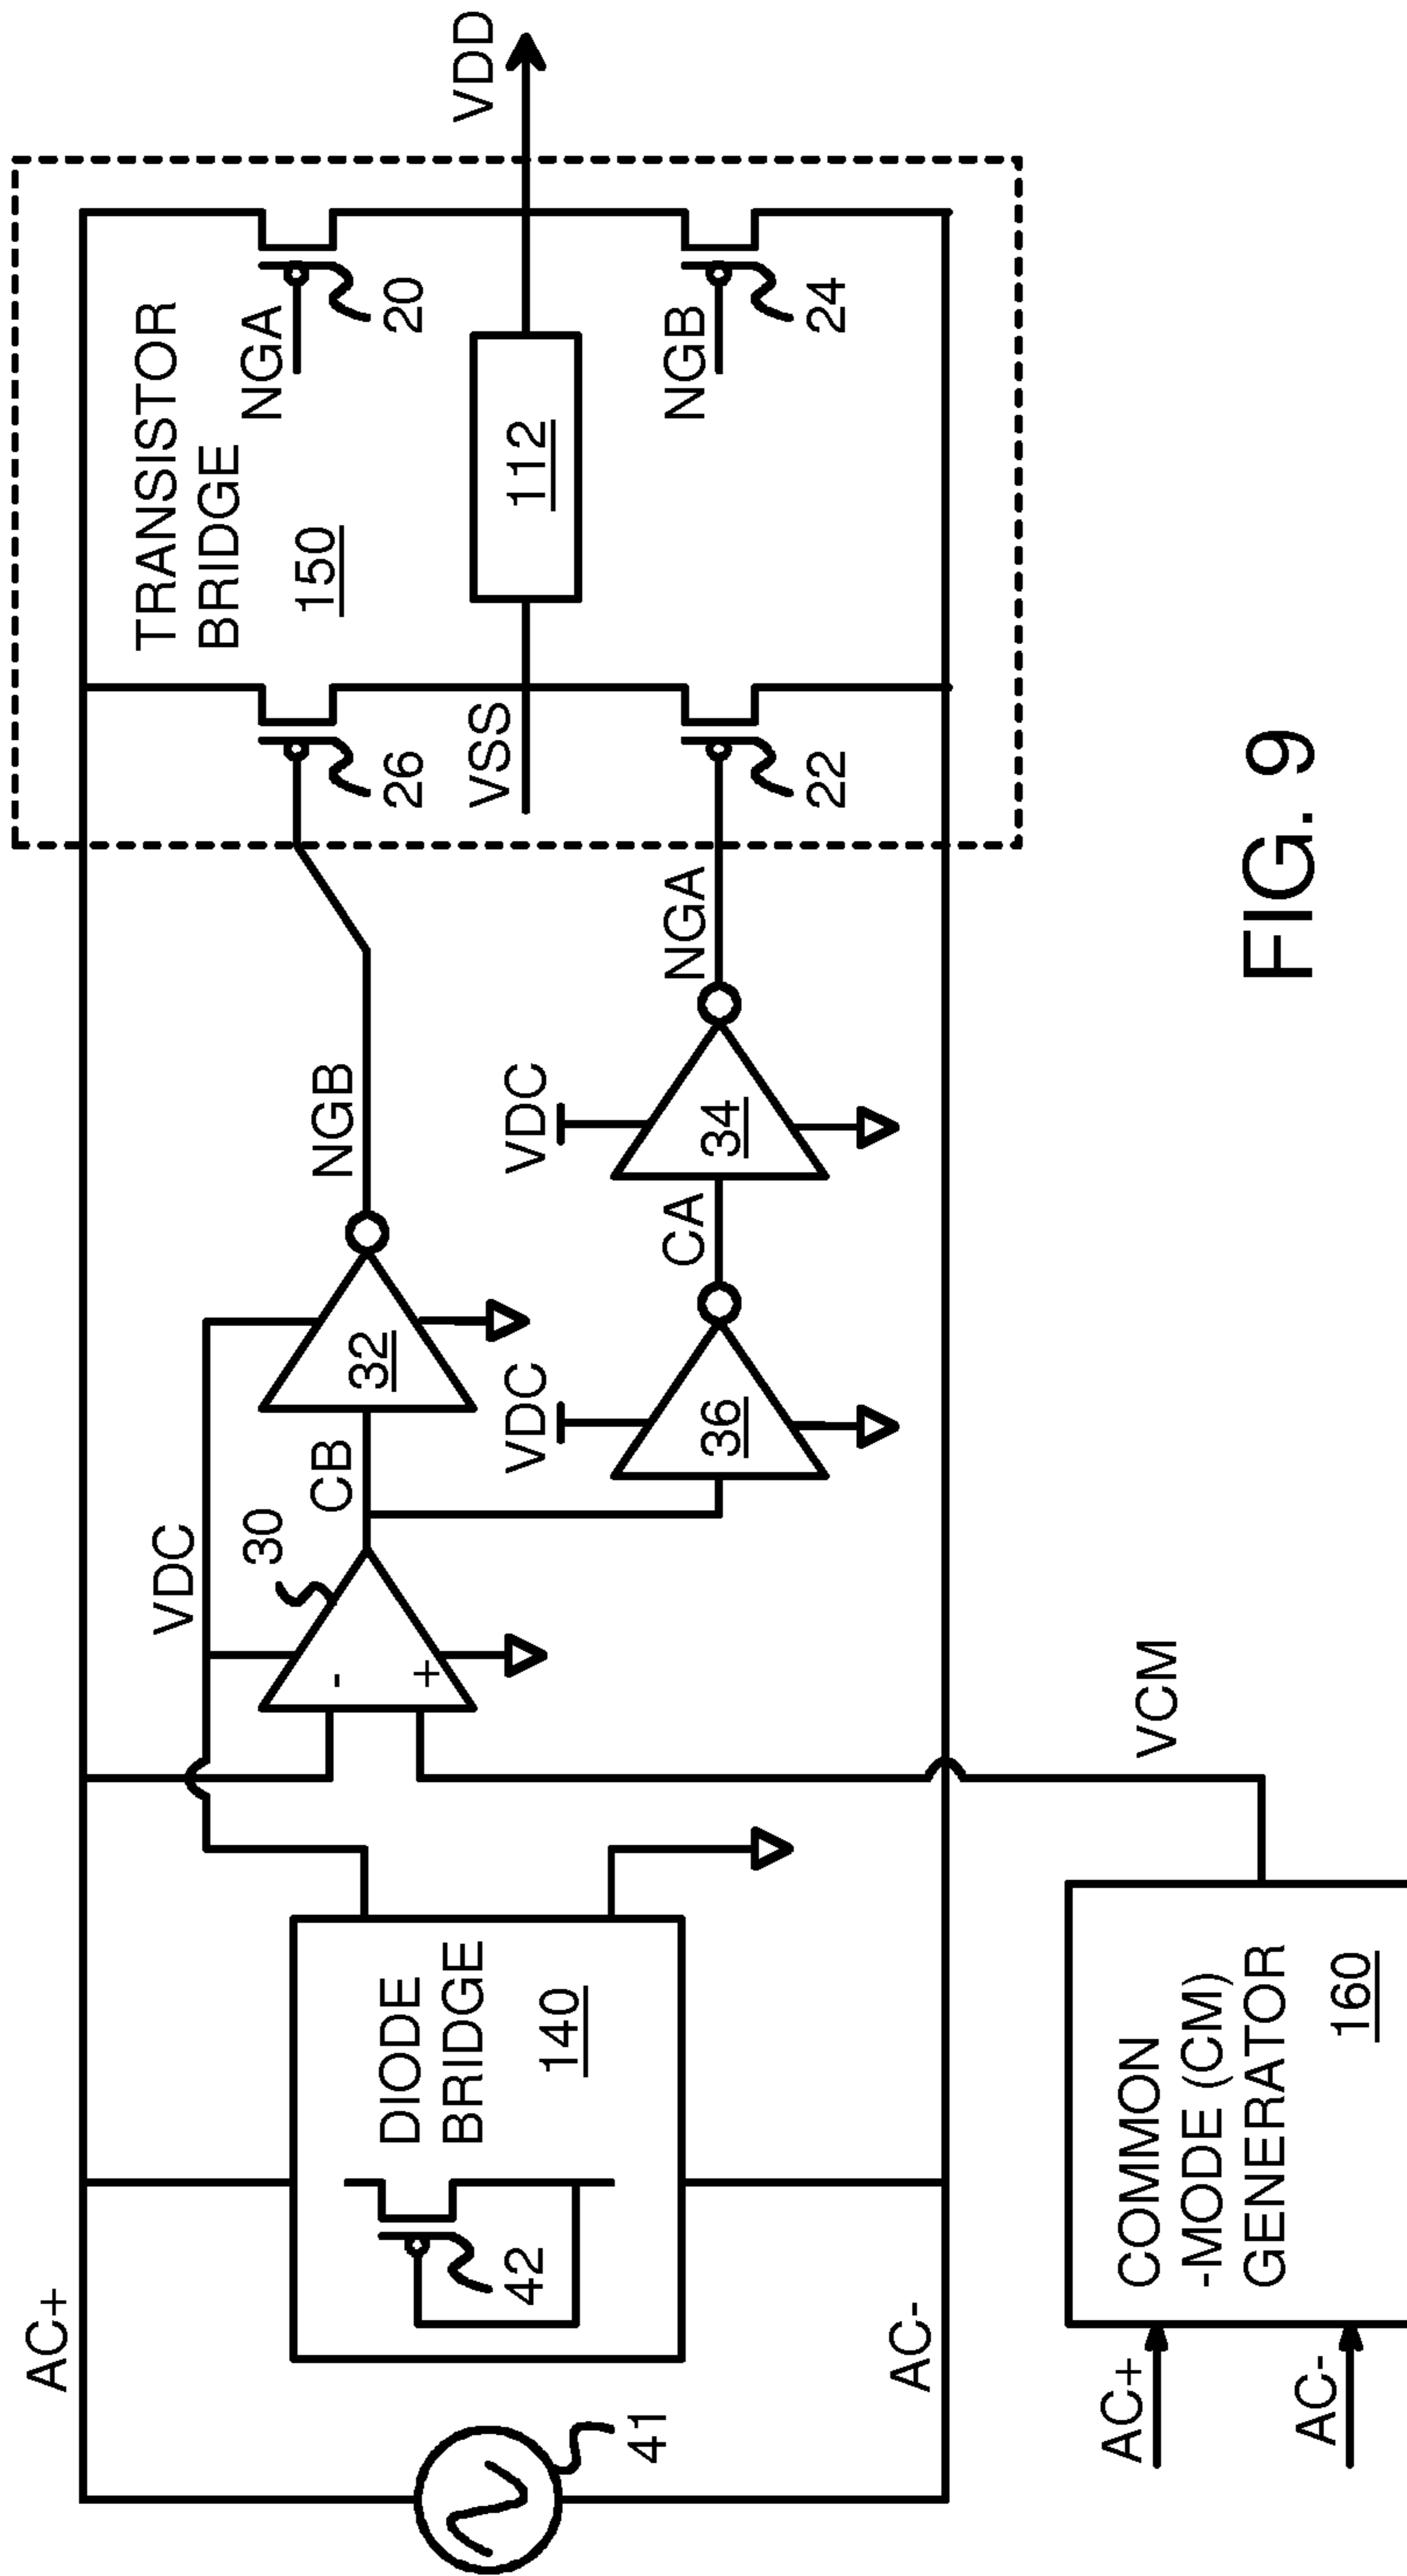 AC+
VDC
30
CB
NGB
TRANSISTOR
BRIDGE
150
NGA
20
26
VSS
112
VDD
-
+
32
DIODE
BRIDGE
140
42
41
VDC
36
CA
VDC
34
NGA
22
NGB
24
AC-
VCM
COMMON
-MODE (CM)
GENERATOR
160
AC+
AC-
FIG. 9